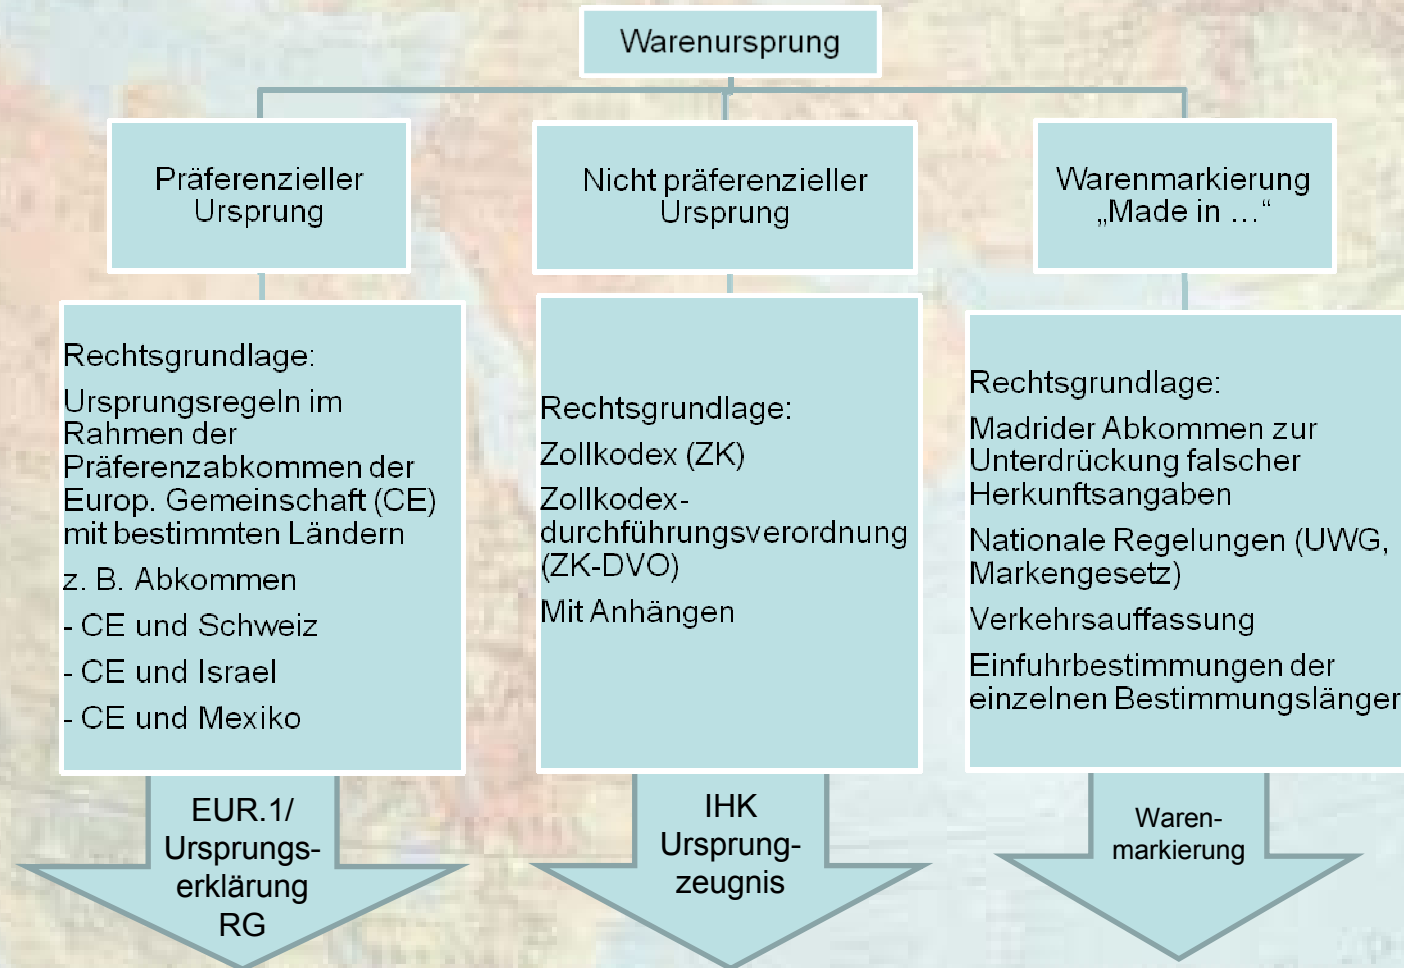 Warenursprung
Präferenzieller
Ursprung
Nicht präferenzieller
Ursprung
Warenmarkierung
„Made in ...“
Rechtsgrundlage:
Ursprungsregeln im
Rahmen der
Präferenzabkommen der
Europ. Gemeinschaft (CE)
mit bestimmten Ländern
z. B. Abkommen
- CE und Schweiz
- CE und Israel
- CE und Mexiko
Rechtsgrundlage:
Zollkodex (ZK)
Zollkodex-
durchführungsverordnung
(ZK-DVO)
Mit Anhängen
Rechtsgrundlage:
Madrider Abkommen zur
Unterdrückung falscher
Herkunftsangaben
Nationale Regelungen (UWG,
Markengesetz)
Verkehrsauffassung
Einfuhrbestimmungen der
einzelnen Bestimmungslänger
EUR.1/
Ursprungs-
erklärung
RG
IHK
Ursprung-
zeugnis
Waren-
markierung